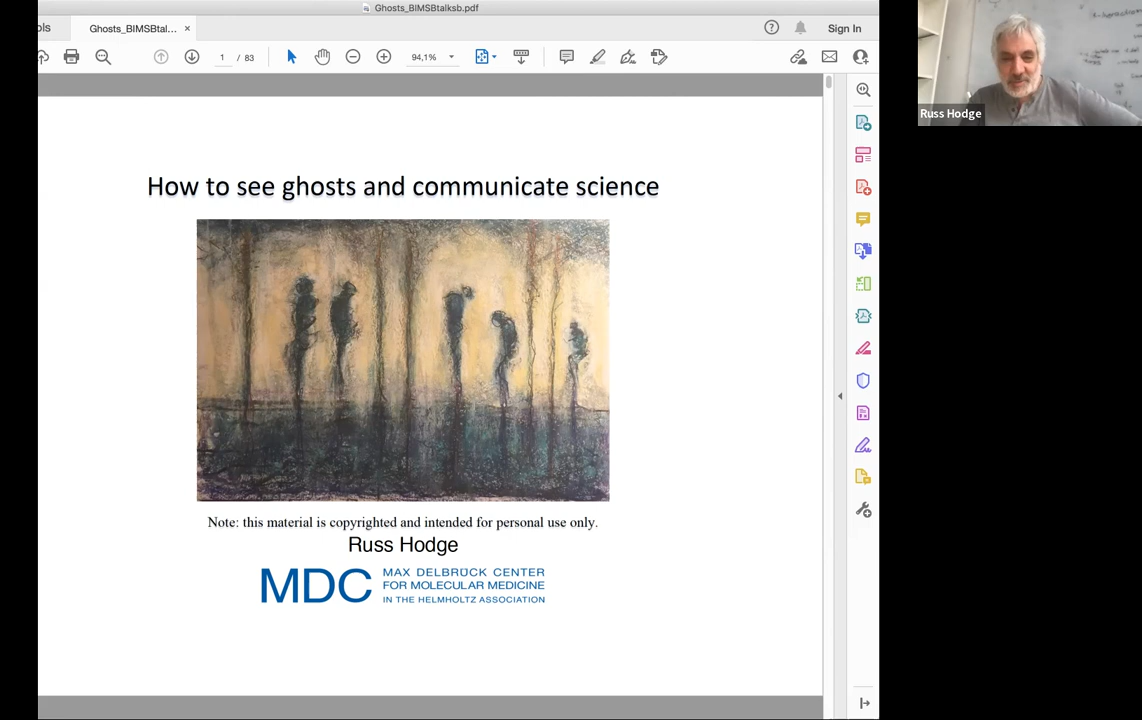 Ghosts_BIMSBtalksb.pdf
ols
Ghosts_BIMSBtal... ×
Sign In
1 / 83
94,1%
Russ Hodge
How to see ghosts and communicate science
Note: this material is copyrighted and intended for personal use only.
Russ Hodge
MDC
MAX DELBRÜCK CENTER
FOR MOLECULAR MEDICINE
IN THE HELMHOLTZ ASSOCIATION